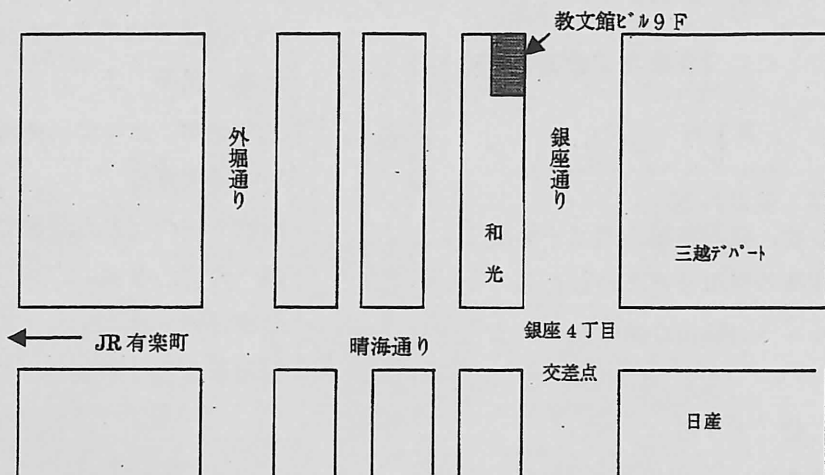 教文館ビル9F
外堀通り
銀座通り
和光
三越デパート
JR有楽町
晴海通り
銀座4丁目
交差点
日産